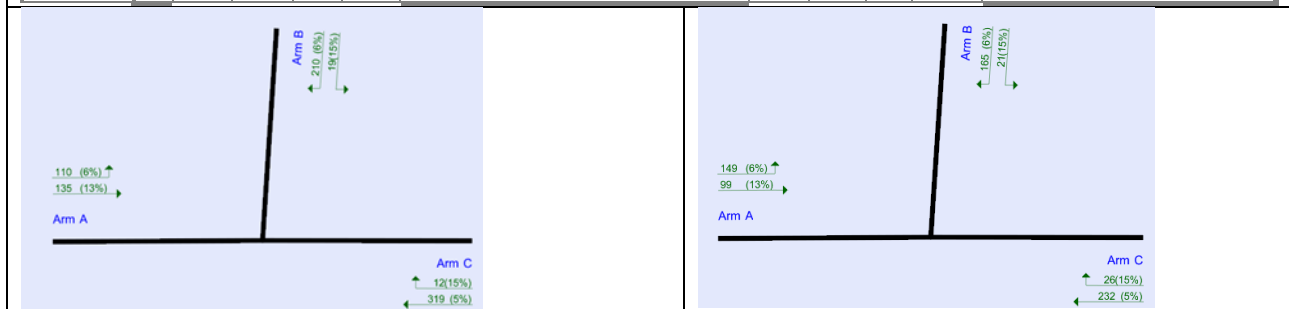 Arm B
210 (6%)
19(15%)
110 (6%)
135 (13%)
Arm A
Arm C
12(15%)
319 (5%)
Arm B
165 (6%)
21(15%)
149 (6%)
99 (13%)
Arm A
Arm C
26(15%)
232 (5%)